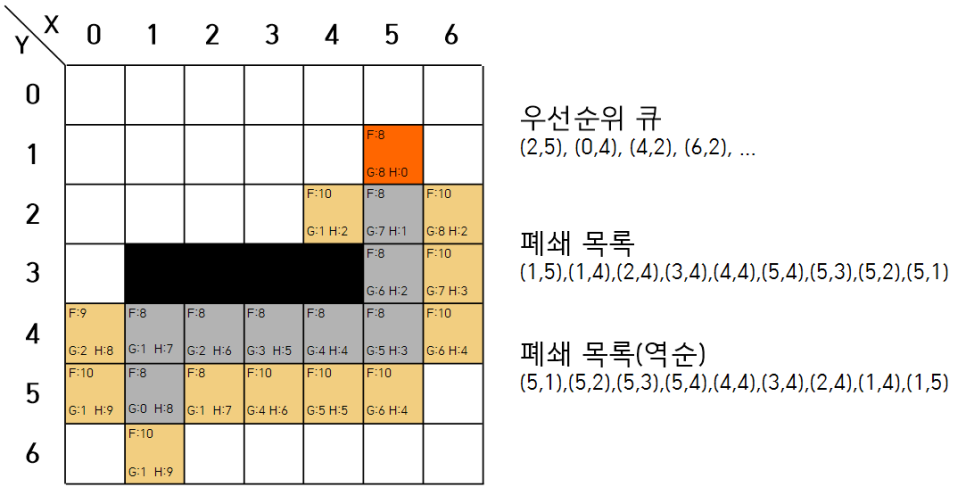 X
Y
0 1 2 3 4 5 6
0
1
F:8
G:8 H:0
2
F:10 F:8 F:10
G:1 H:2 G:7 H:1 G:8 H:2
3
F:8 F:10
G:6 H:2 G:7 H:3
4
F:9 F:8 F:8 F:8 F:8 F:8 F:10
G:2 H:8 G:1 H:7 G:2 H:6 G:3 H:5 G:4 H:4 G:5 H:3 G:6 H:4
5
F:10 F:8 F:8 F:10 F:10 F:10
G:1 H:9 G:0 H:8 G:1 H:7 G:4 H:6 G:5 H:5 G:6 H:4
6
F:10
G:1 H:9
우선순위 큐
(2,5), (0,4), (4,2), (6,2), ...
폐쇄 목록
(1,5),(1,4),(2,4),(3,4),(4,4),(5,4),(5,3),(5,2),(5,1)
폐쇄 목록(역순)
(5,1),(5,2),(5,3),(5,4),(4,4),(3,4),(2,4),(1,4),(1,5)